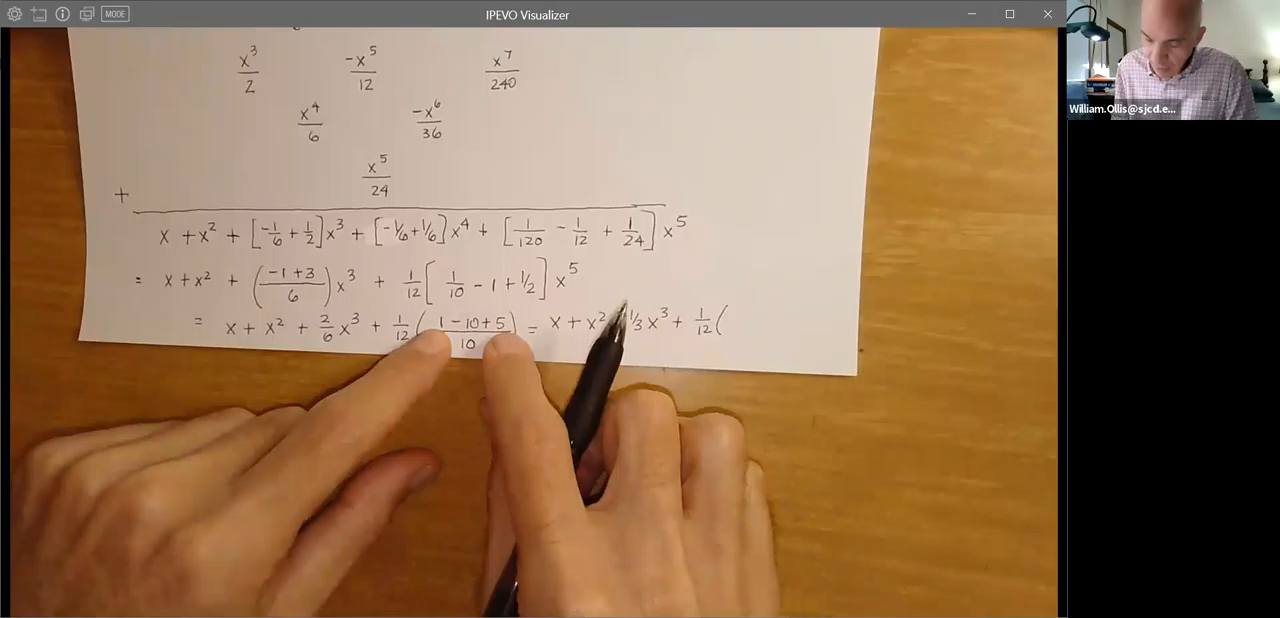 IPEVO Visualizer
MODE
William.Ollis@sjcd.e...
x³/2 -x⁵/12 x⁷/240
x⁴/6 -x⁶/36
x⁵/24
+
x + x² + [-1/6 + 1/2]x³ + [-1/6 + 1/6]x⁴ + [1/120 - 1/12 + 1/24]x⁵
= x + x² + ((-1+3)/6)x³ + 1/12[1/10 - 1 + 1/2]x⁵
= x + x² + 2/6 x³ + 1/12((1-10+5)/10) = x + x² 1/3 x³ + 1/12(